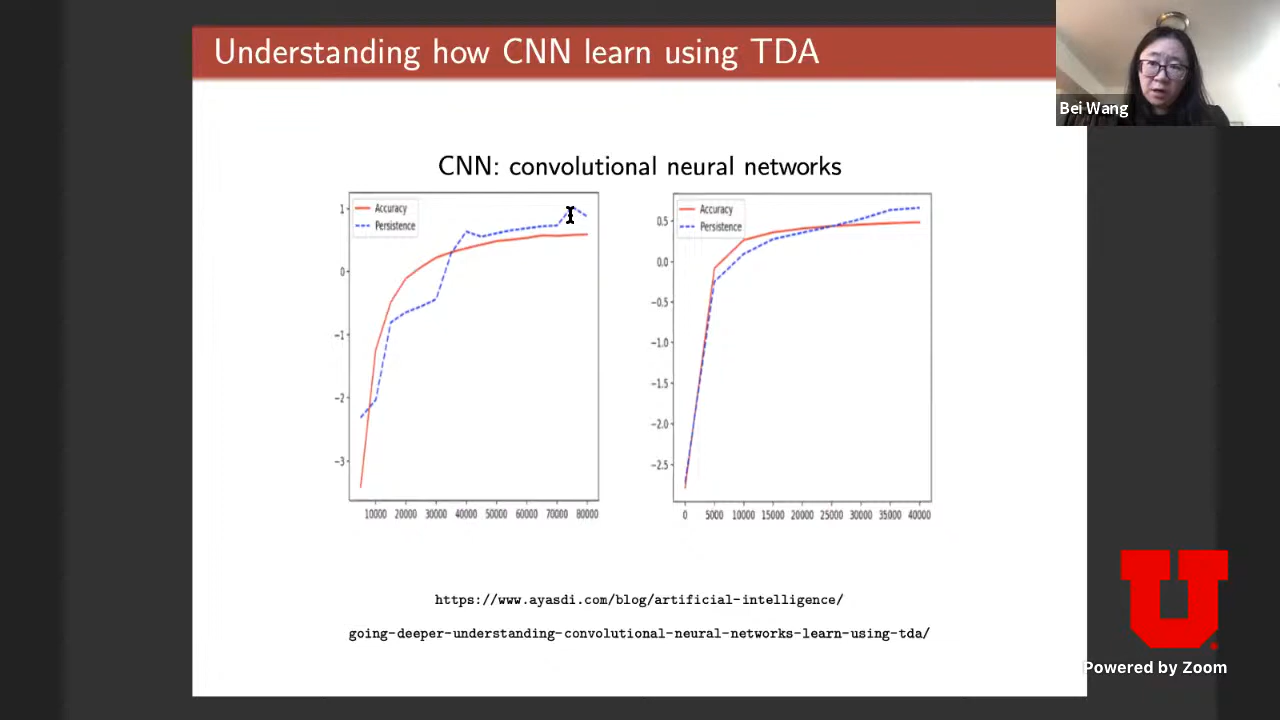 Understanding how CNN learn using TDA
Bei Wang
CNN: convolutional neural networks
Accuracy
Persistence
1
0
−1
−2
−3
10000 20000 30000 40000 50000 60000 70000 80000
Accuracy
Persistence
0.5
0.0
−0.5
−1.0
−1.5
−2.0
−2.5
0 5000 10000 15000 20000 25000 30000 35000 40000
https://www.ayasdi.com/blog/artificial-intelligence/
going-deeper-understanding-convolutional-neural-networks-learn-using-tda/
U
Powered by Zoom